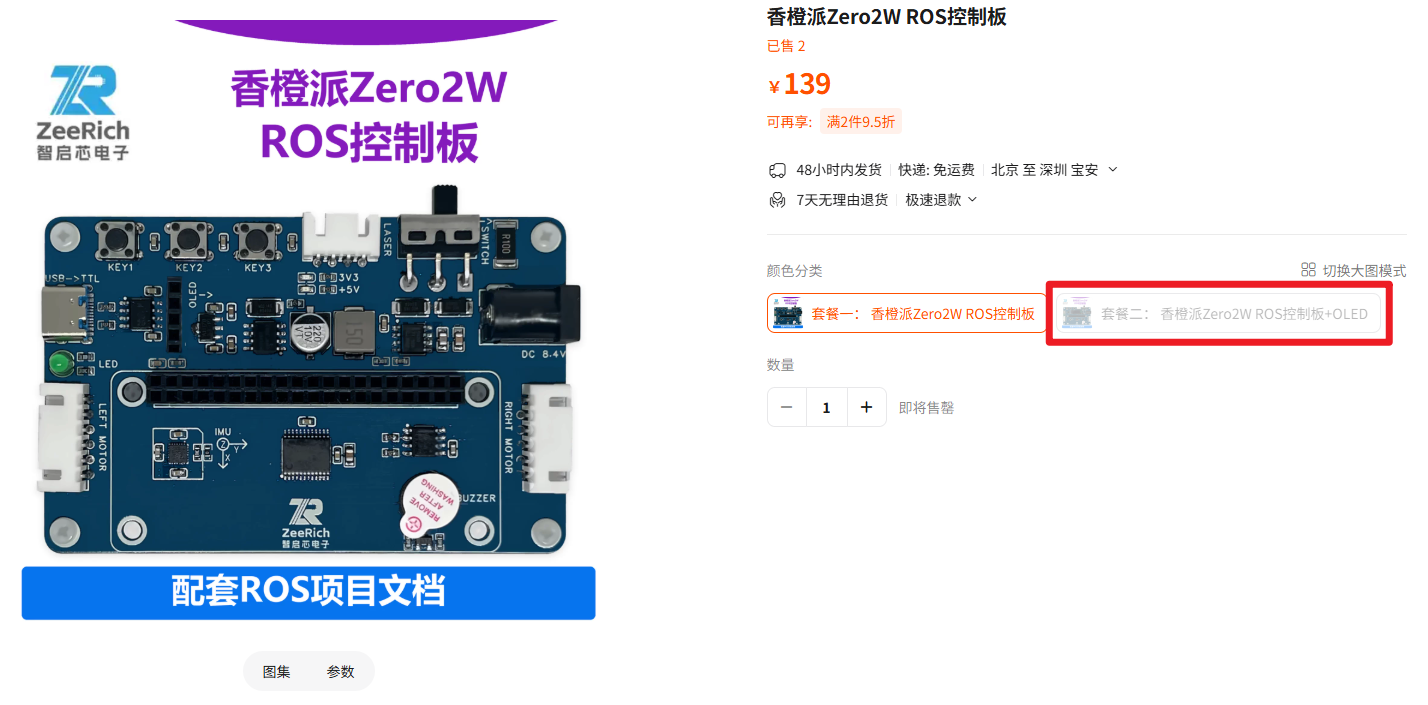 香橙派Zero2W
ROS控制板
ZeeRich
智启芯电子
KEY1
KEY2
KEY3
LASER
SWITCH
R100
USB->TTL
OLED
->
3V3
+5V
220
10V
150
DC 8.4V
LED
LEFT MOTOR
RIGHT MOTOR
IMU
Z
Y
X
BUZZER
REMOVE
AFTER
WASHING
ZeeRich
智启芯电子
配套ROS项目文档
图集 参数
香橙派Zero2W ROS控制板
已售 2
￥139
可再享: 满2件9.5折
48小时内发货 快递: 免运费 北京 至 深圳 宝安
7天无理由退货 极速退款
颜色分类 切换大图模式
套餐一： 香橙派Zero2W ROS控制板 套餐二： 香橙派Zero2W ROS控制板+OLED
数量
− 1 + 即将售罄